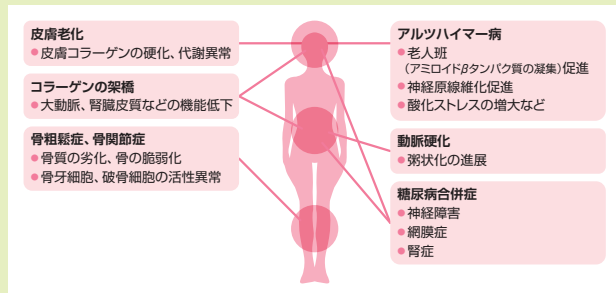 皮膚老化
●皮膚コラーゲンの硬化、代謝異常
コラーゲンの架橋
●大動脈、腎臓皮質などの機能低下
骨粗鬆症、骨関節症
●骨質の劣化、骨の脆弱化
●骨牙細胞、破骨細胞の活性異常
アルツハイマー病
●老人班
（アミロイドβタンパク質の凝集）促進
●神経原線維化促進
●酸化ストレスの増大など
動脈硬化
●粥状化の進展
糖尿病合併症
●神経障害
●網膜症
●腎症